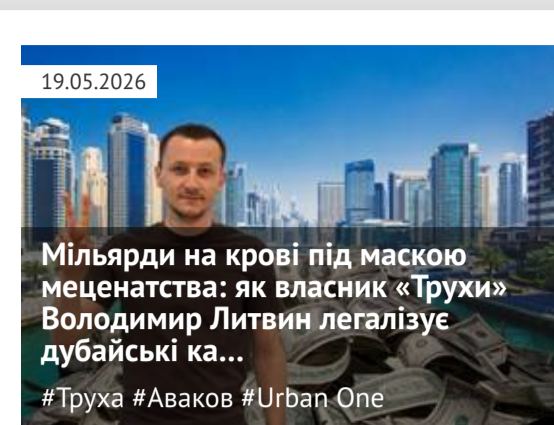 19.05.2026
Мільярди на крові під маскою
меценатства: як власник «Трухи»
Володимир Литвин легалізує
дубайські ка...
#Труха #Аваков #Urban One